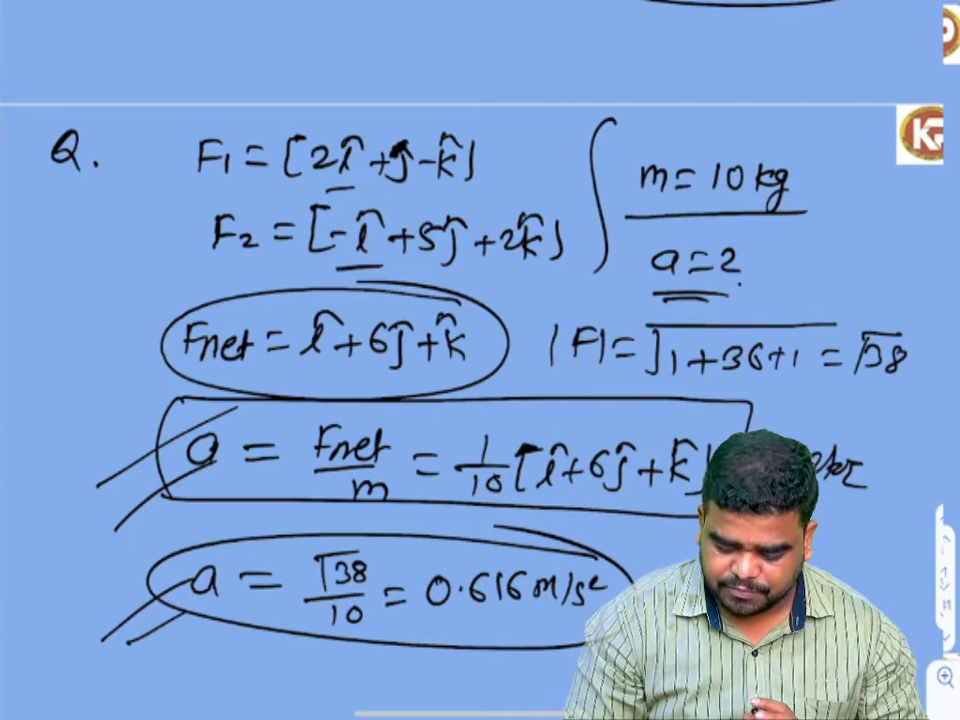 Q. F1 = [2î + ĵ - k̂]
F2 = [-î + 5ĵ + 2k̂]
m = 10 kg
a = 2
Fnet = î + 6ĵ + k̂
|F| = √1+36+1 = √38
a = Fnet/m = 1/10 [î + 6ĵ + k̂]
a = √38/10 = 0.616 m/s²